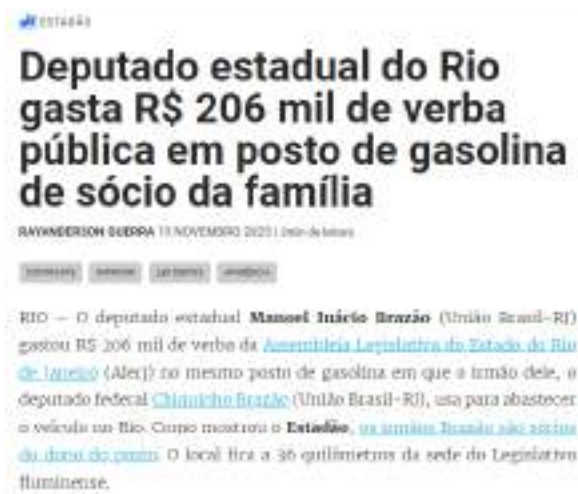 ESTADÃO
Deputado estadual do Rio
gasta R$ 206 mil de verba
pública em posto de gasolina
de sócio da família
RAYANDERSON GUERRA NOVEMBRO 2023 |
RIO – O deputado estadual Manoel Inácio Brazão (União Brasil-RJ)
gastou R$ 206 mil de verba da Assembleia Legislativa do Estado do Rio
de Janeiro (Alerj) no mesmo posto de gasolina em que o irmão dele, o
deputado federal Chiquinho Brazão (União Brasil-RJ), usa para abastecer
o veículo no Rio. Como mostrou o Estadão, os irmãos Brazão são sócios
do dono do posto. O local fica a 36 quilômetros da sede do Legislativo
fluminense.